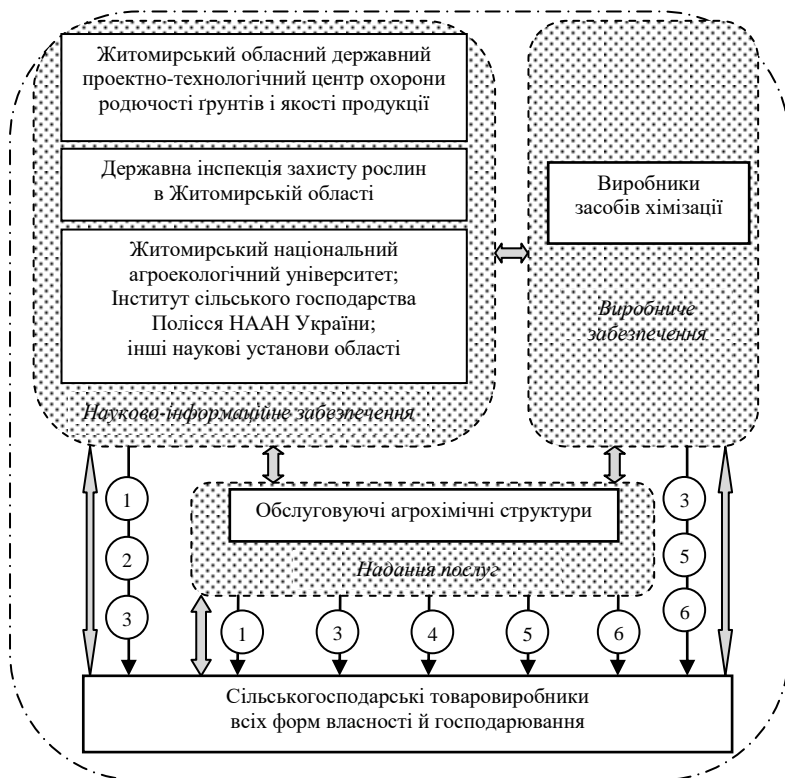 Житомирський обласний державний
проектно-технологічний центр охорони
родючості ґрунтів і якості продукції
Державна інспекція захисту рослин
в Житомирській області
Житомирський національний
агроекологічний університет;
Інститут сільського господарства
Полісся НААН України;
інші наукові установи області
Науково-інформаційне забезпечення
Виробники
засобів хімізації
Виробниче
забезпечення
Обслуговуючі агрохімічні структури
Надання послуг
1
2
3
1
3
4
5
6
3
5
6
Сільськогосподарські товаровиробники
всіх форм власності й господарювання